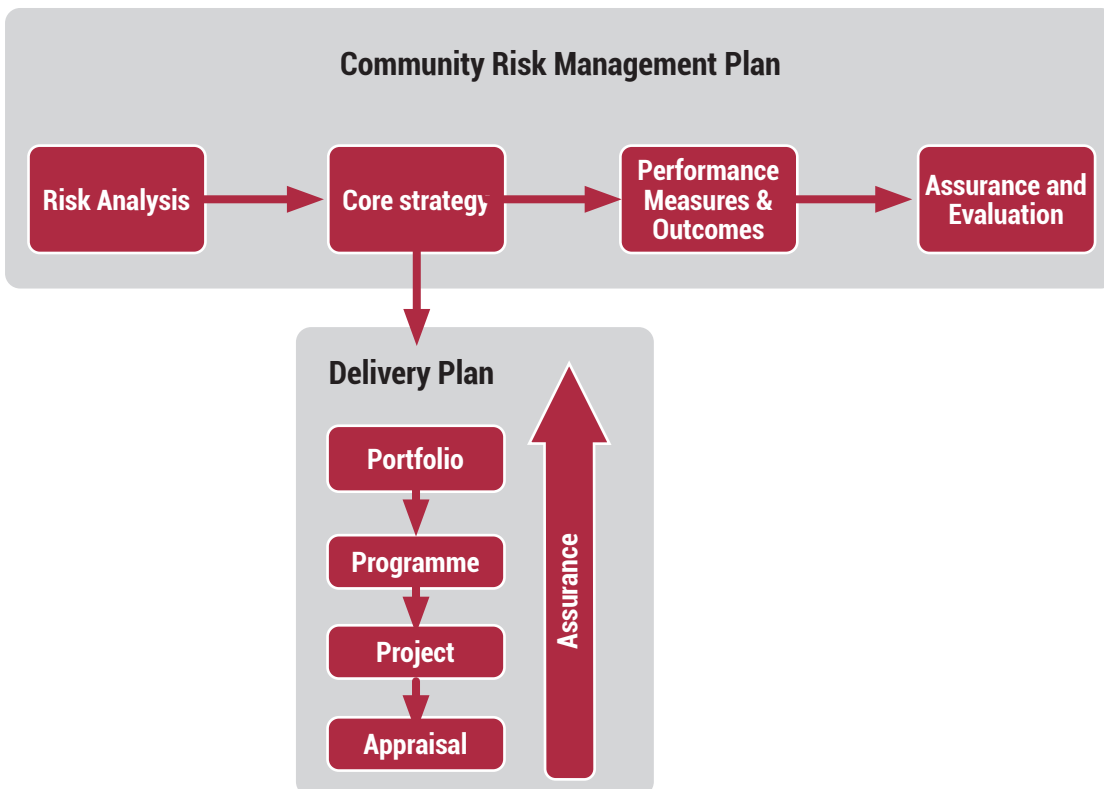 Community Risk Management Plan
Risk Analysis
Core strategy
Performance
Measures &
Outcomes
Assurance and
Evaluation
Delivery Plan
Portfolio
Programme
Project
Appraisal
Assurance